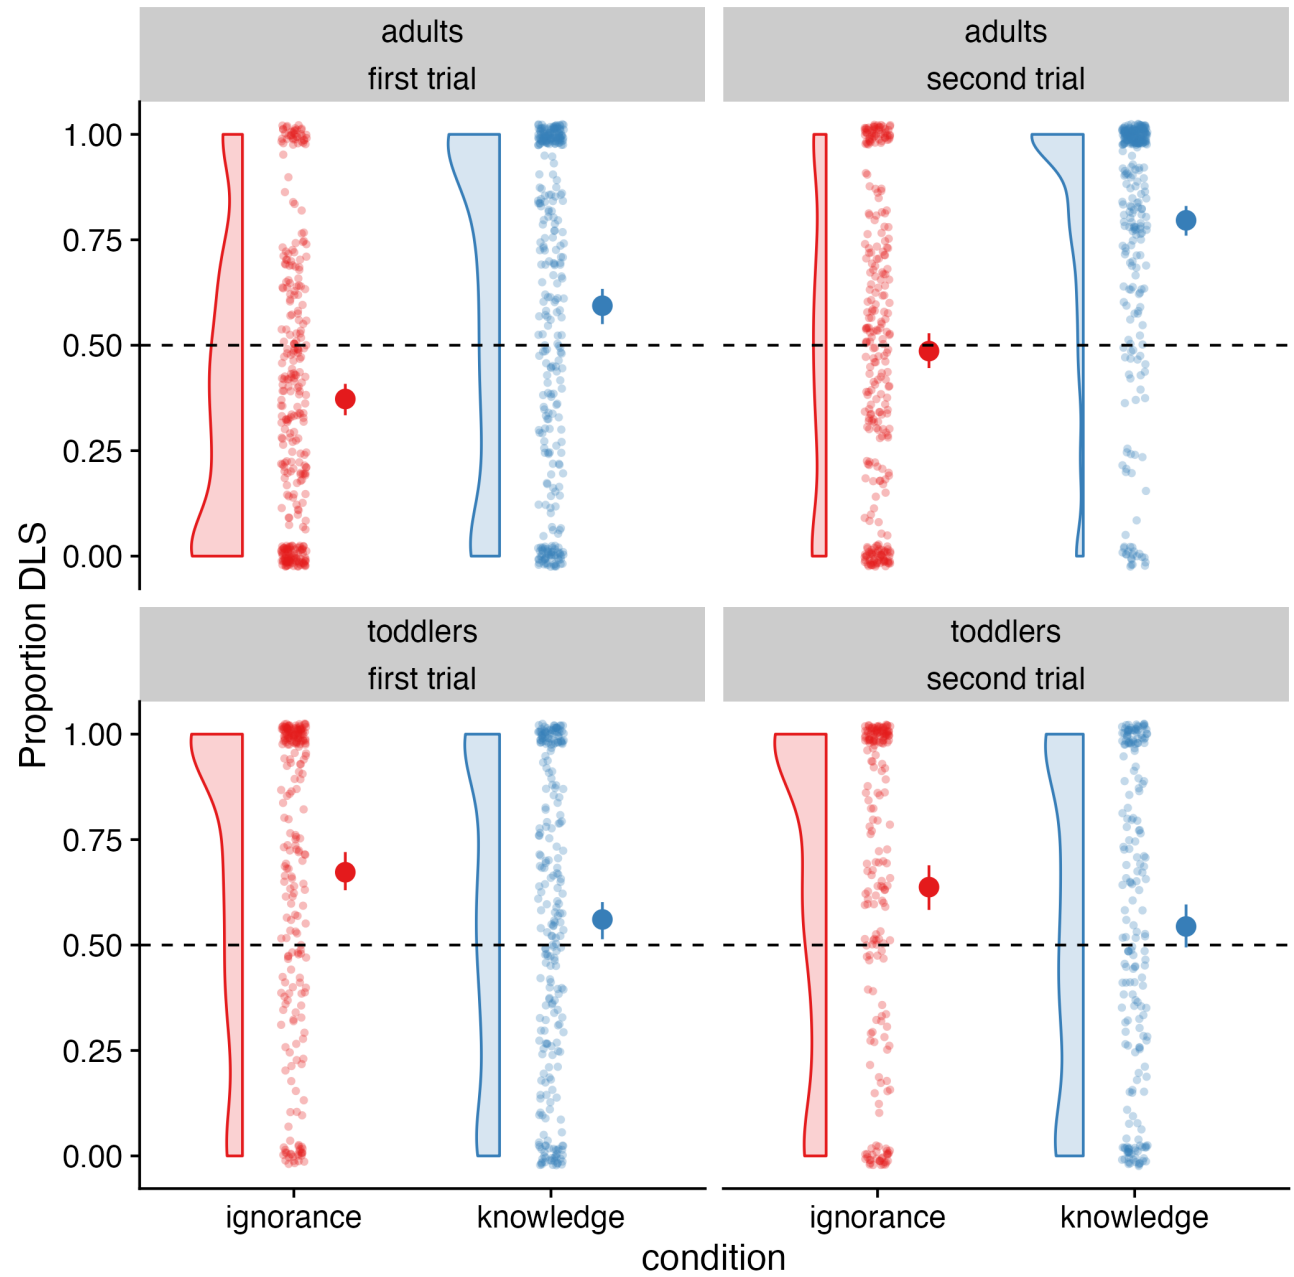 adults
first trial
adults
second trial
1.00
0.75
0.50
0.25
0.00
Proportion DLS
toddlers
first trial
toddlers
second trial
1.00
0.75
0.50
0.25
0.00
ignorance
knowledge
ignorance
knowledge
condition